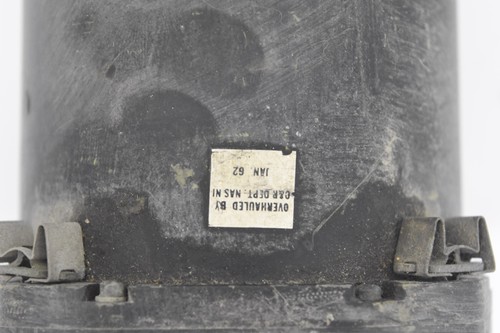 OVERHAULED BY
O&R DEPT. NAS NI
JAN. 62